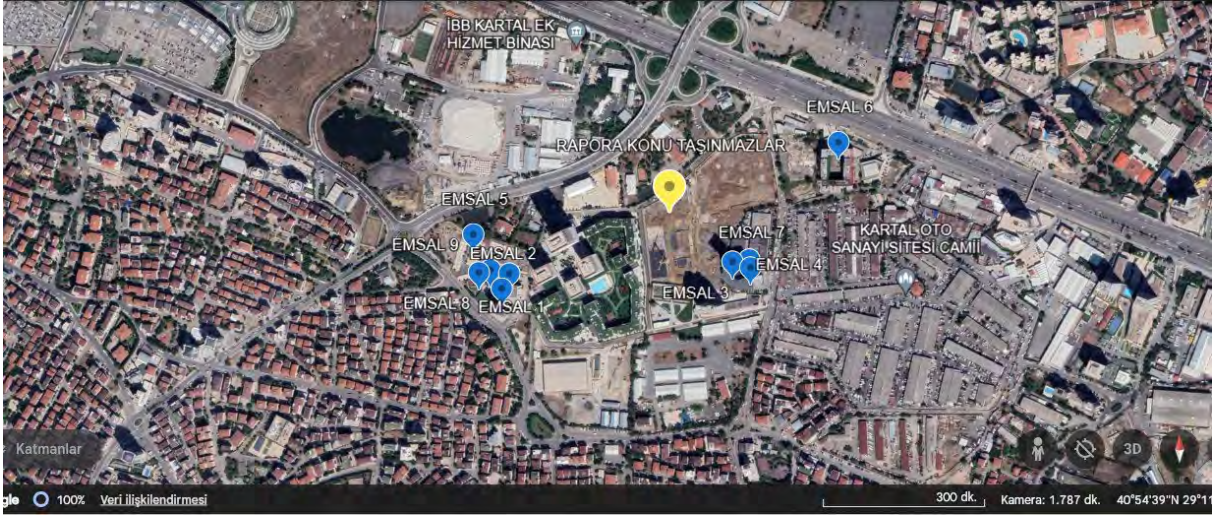 İBB KARTAL EK
HİZMET BİNASI
EMSAL 6
RAPORA KONU TAŞINMAZLAR
EMSAL 5
EMSAL 9
EMSAL 2
EMSAL 7
KARTAL OTO
SANAYİ SİTESİ CAMİİ
EMSAL 4
EMSAL 3
EMSAL 8
EMSAL 1
Katmanlar
3D
gle
100%
Veri ilişkilendirmesi
300 dk.
Kamera: 1.787 dk.
40°54'39"N 29°11